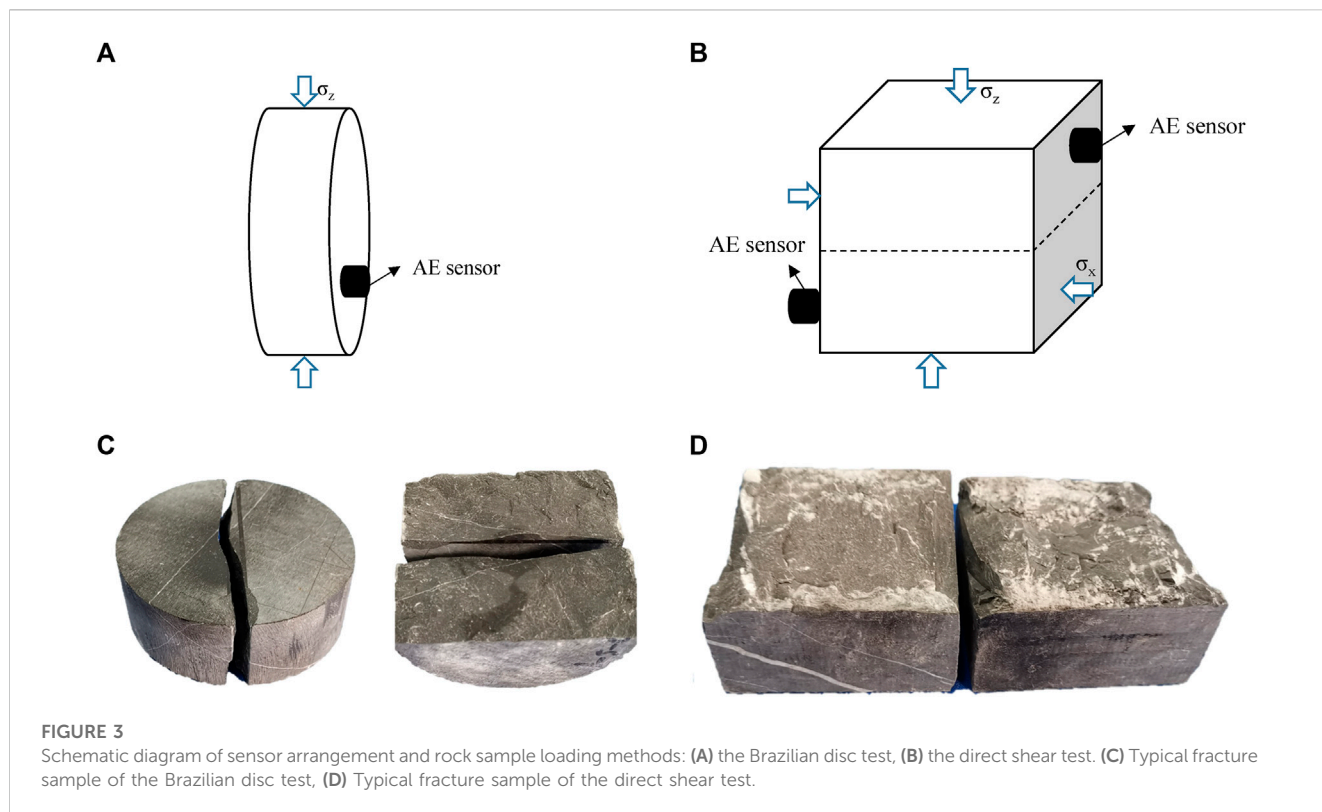 A
B
σz
σz
AE sensor
AE sensor
AE sensor
σx
C
D
FIGURE 3
Schematic diagram of sensor arrangement and rock sample loading methods: (A) the Brazilian disc test, (B) the direct shear test. (C) Typical fracture
sample of the Brazilian disc test, (D) Typical fracture sample of the direct shear test.